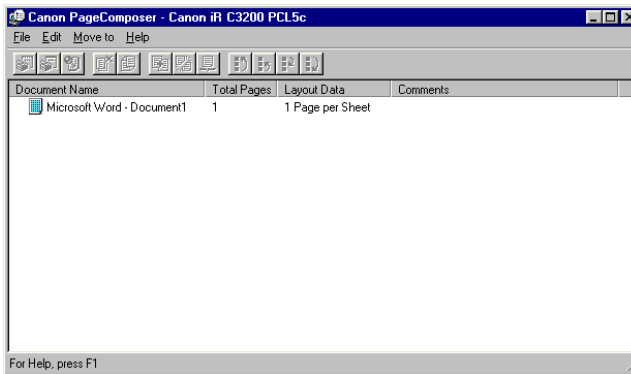 Canon PageComposer - Canon iR C3200 PCL5c
File Edit Move to Help
Document Name Total Pages Layout Data Comments
Microsoft Word - Document1 1 1 Page per Sheet
For Help, press F1